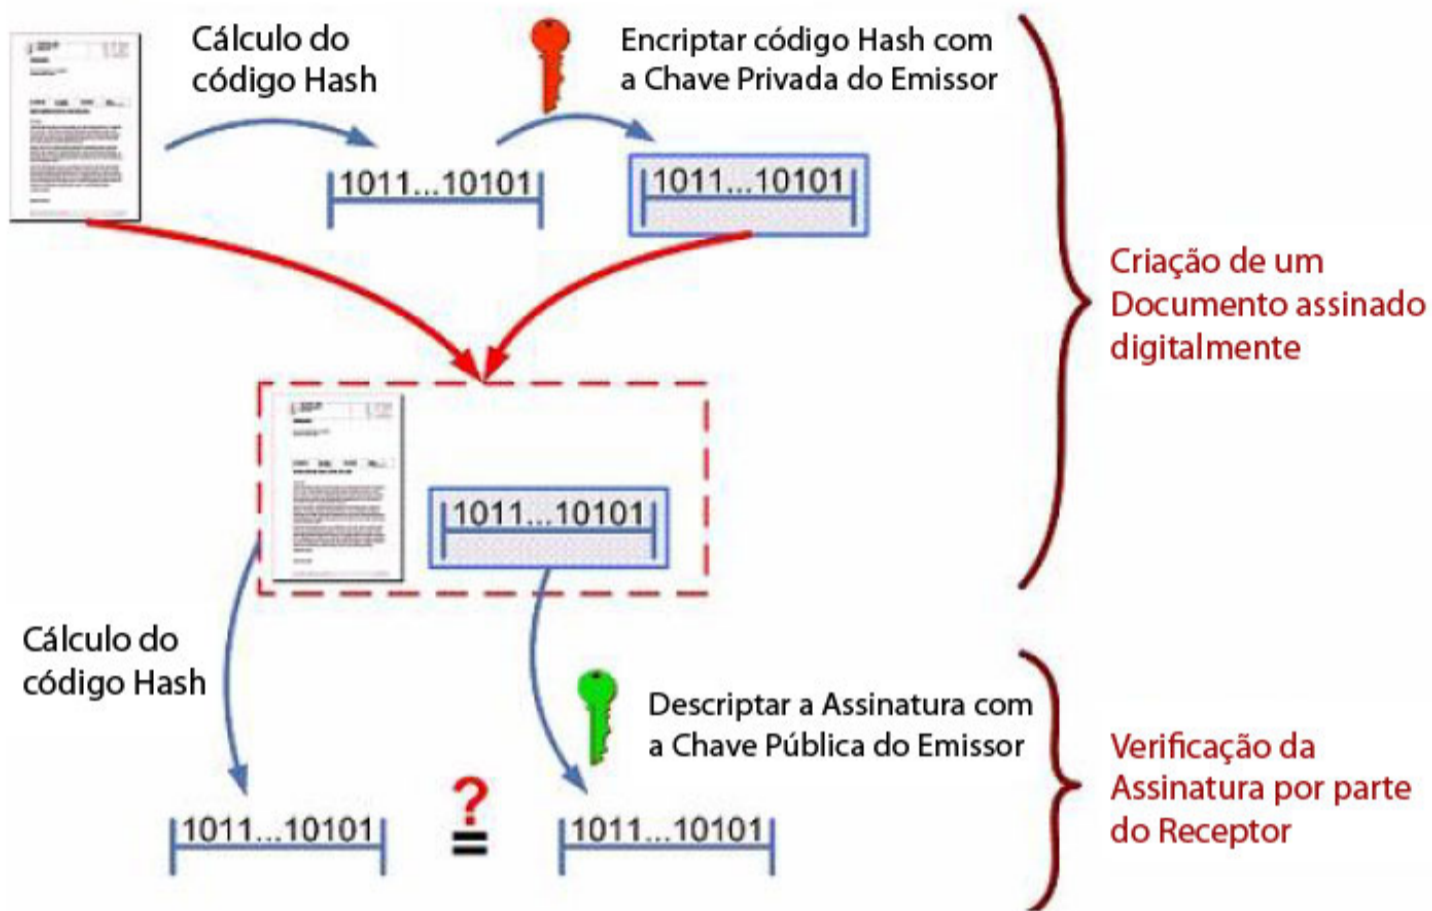 Cálculo do
código Hash
Encriptar código Hash com
a Chave Privada do Emissor
1011...10101
1011...10101
Criação de um
Documento assinado
digitalmente
1011...10101
Cálculo do
código Hash
Descriptar a Assinatura com
a Chave Pública do Emissor
Verificação da
Assinatura por parte
do Receptor
1011...10101
?
=
1011...10101